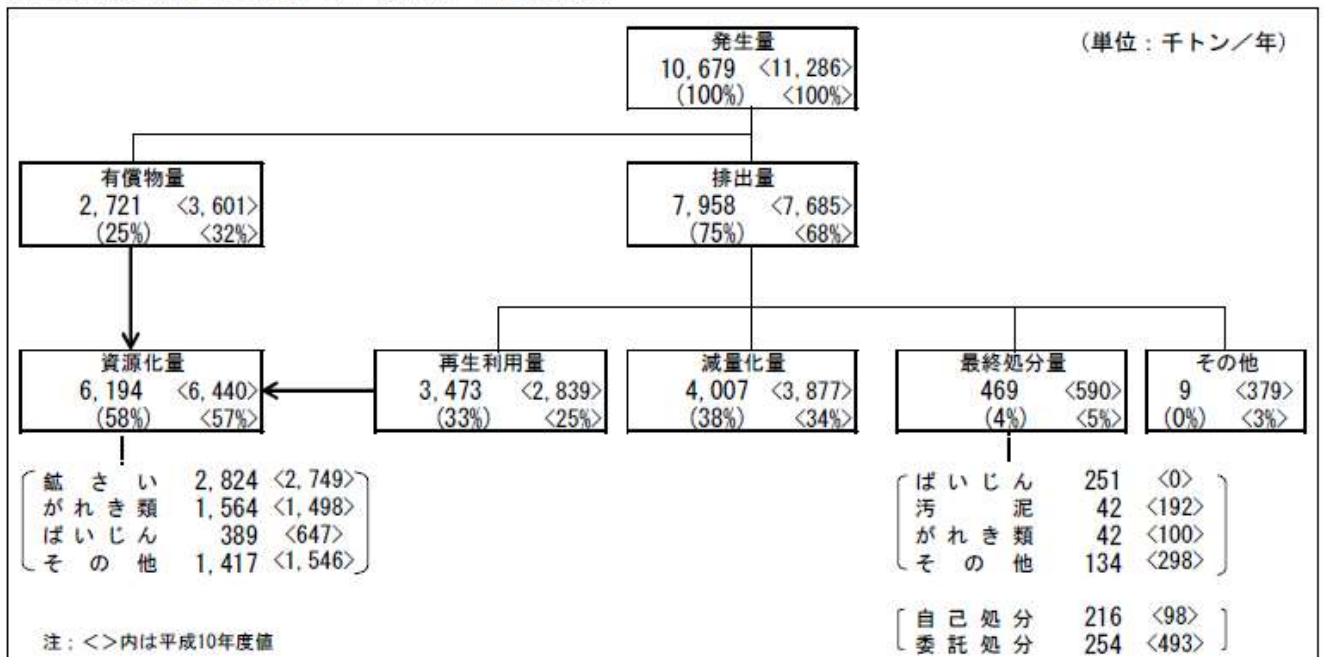 発生量
10,679 <11,286>
(100%) <100%>
(単位：千トン／年)
有償物量
2,721 <3,601>
(25%) <32%>
排出量
7,958 <7,685>
(75%) <68%>
資源化量
6,194 <6,440>
(58%) <57%>
再生利用量
3,473 <2,839>
(33%) <25%>
減量化量
4,007 <3,877>
(38%) <34%>
最終処分量
469 <590>
(4%) <5%>
その他
9 <379>
(0%) <3%>
鉱さい 2,824 <2,749>
がれき類 1,564 <1,498>
ばいじん 389 <647>
その他 1,417 <1,546>
ばいじん 251 <0>
汚泥 42 <192>
がれき類 42 <100>
その他 134 <298>
自己処分 216 <98>
委託処分 254 <493>
注：<>内は平成10年度値